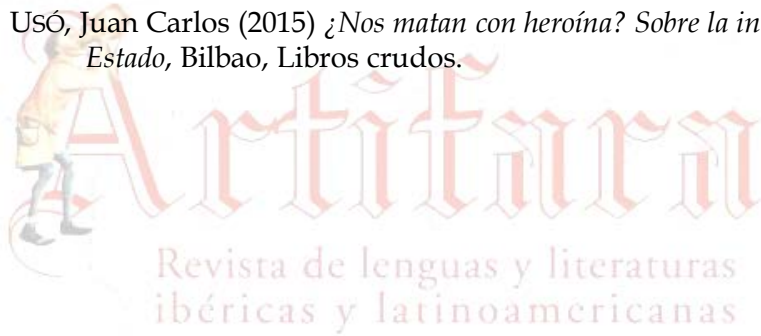 USÓ, Juan Carlos (2015) ¿Nos matan con heroína? Sobre la in
Estado, Bilbao, Libros crudos.
Artifara
Revista de lenguas y literaturas
ibéricas y latinoamericanas